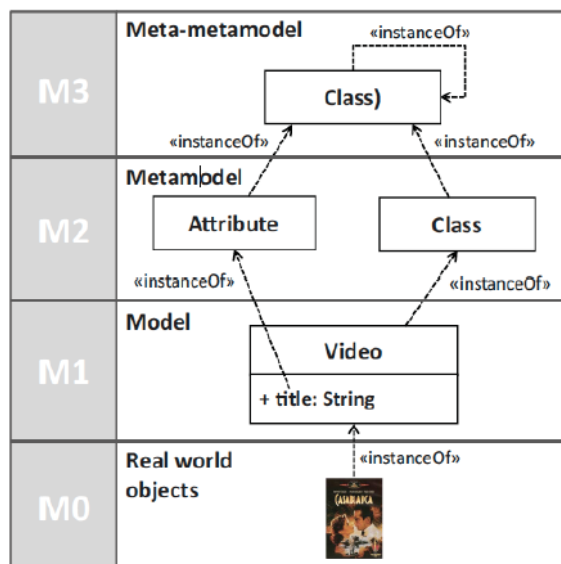 Meta-metamodel
«instanceOf»
M3
Class)
«instanceOf»
«instanceOf»
Metamodel
M2
Attribute
Class
«instanceOf»
«instanceOf»
Model
M1
Video
+ title: String
Real world
objects
«instanceOf»
M0
CASABLANCA